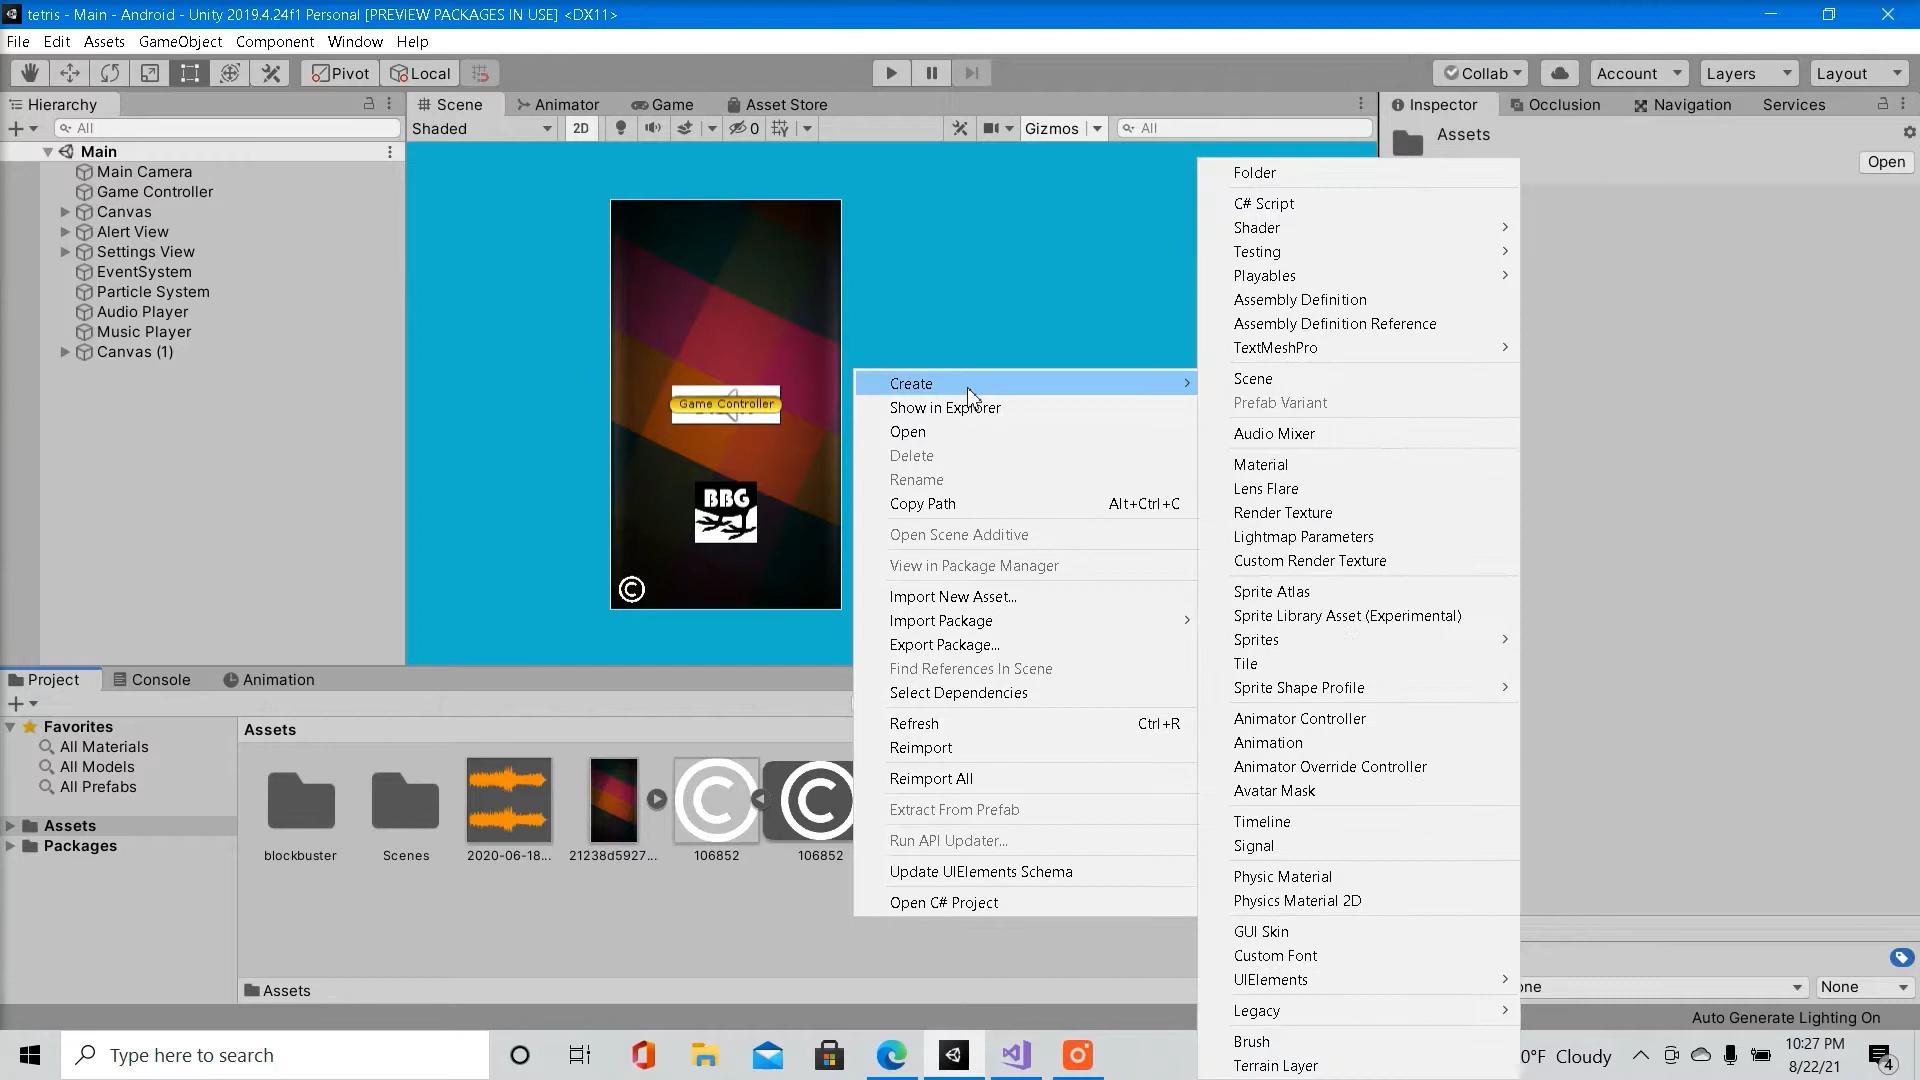 tetris - Main - Android - Unity 2019.4.24f1 Personal [PREVIEW PACKAGES IN USE] <DX11>
File Edit Assets GameObject Component Window Help
Pivot Local Collab Account Layers Layout
Hierarchy
All
Main
Main Camera
Game Controller
Canvas
Alert View
Settings View
EventSystem
Particle System
Audio Player
Music Player
Canvas (1)
Scene Animator Game Asset Store
Shaded 2D 0 Gizmos All
Game Controller
BBG
©
Inspector Occlusion Navigation Services
Assets
Open
Create
Show in Explorer
Open
Delete
Rename
Copy Path Alt+Ctrl+C
Open Scene Additive
View in Package Manager
Import New Asset...
Import Package
Export Package...
Find References In Scene
Select Dependencies
Refresh Ctrl+R
Reimport
Reimport All
Extract From Prefab
Run API Updater...
Update UIElements Schema
Open C# Project
Folder
C# Script
Shader
Testing
Playables
Assembly Definition
Assembly Definition Reference
TextMeshPro
Scene
Prefab Variant
Audio Mixer
Material
Lens Flare
Render Texture
Lightmap Parameters
Custom Render Texture
Sprite Atlas
Sprite Library Asset (Experimental)
Sprites
Tile
Sprite Shape Profile
Animator Controller
Animation
Animator Override Controller
Avatar Mask
Timeline
Signal
Physic Material
Physics Material 2D
GUI Skin
Custom Font
UIElements
Legacy
Brush
Terrain Layer
Project Console Animation
Favorites
All Materials
All Models
All Prefabs
Assets
Packages
Assets
© ©
blockbuster Scenes 2020-06-18... 21238d5927... 106852 106852
Assets
None
Auto Generate Lighting On
Type here to search
0°F Cloudy
10:27 PM
8/22/21
4